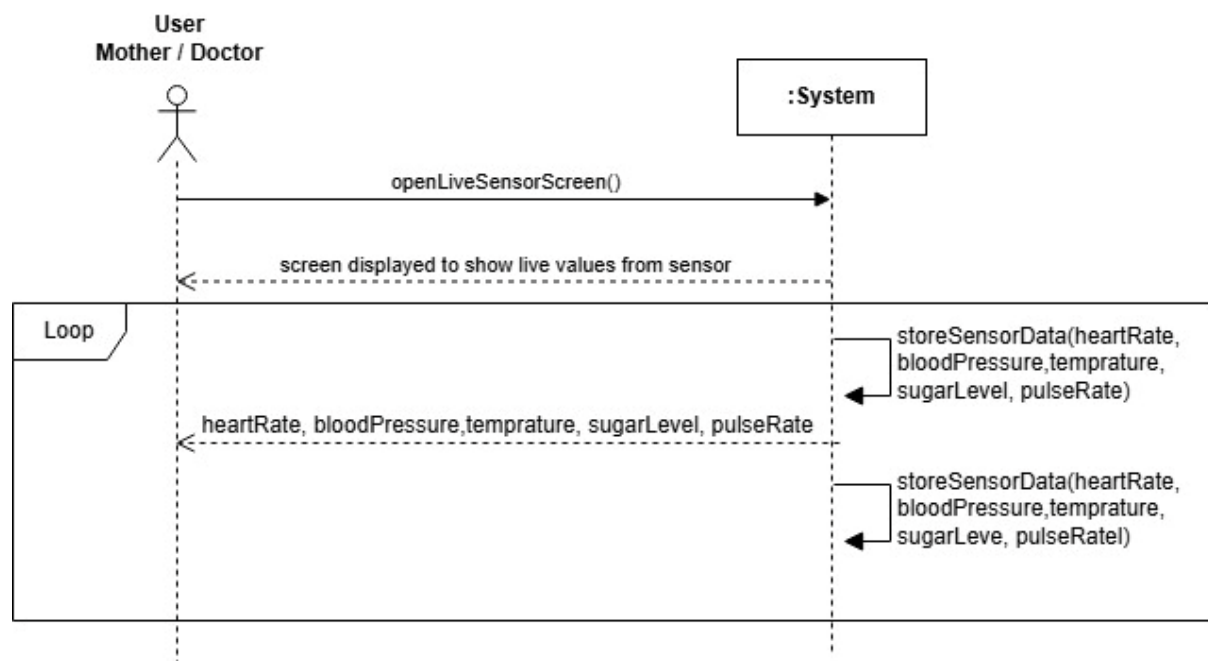 User
Mother / Doctor
:System
openLiveSensorScreen()
screen displayed to show live values from sensor
Loop
storeSensorData(heartRate,
bloodPressure,temprature,
sugarLevel, pulseRate)
heartRate, bloodPressure,temprature, sugarLevel, pulseRate
storeSensorData(heartRate,
bloodPressure,temprature,
sugarLeve, pulseRatel)